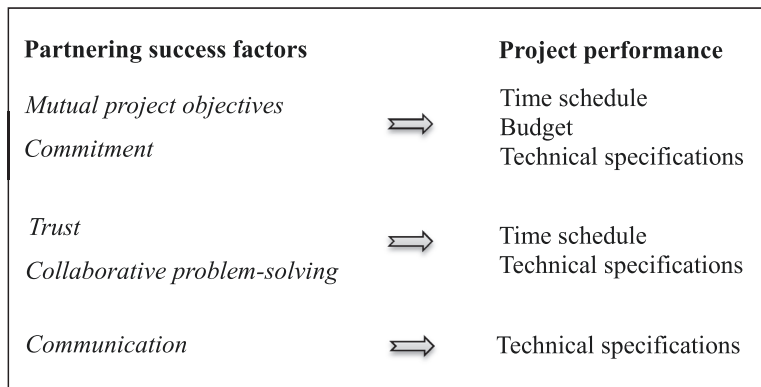 Partnering success factors
Project performance
Mutual project objectives
Commitment
Time schedule
Budget
Technical specifications
Trust
Collaborative problem-solving
Time schedule
Technical specifications
Communication
Technical specifications